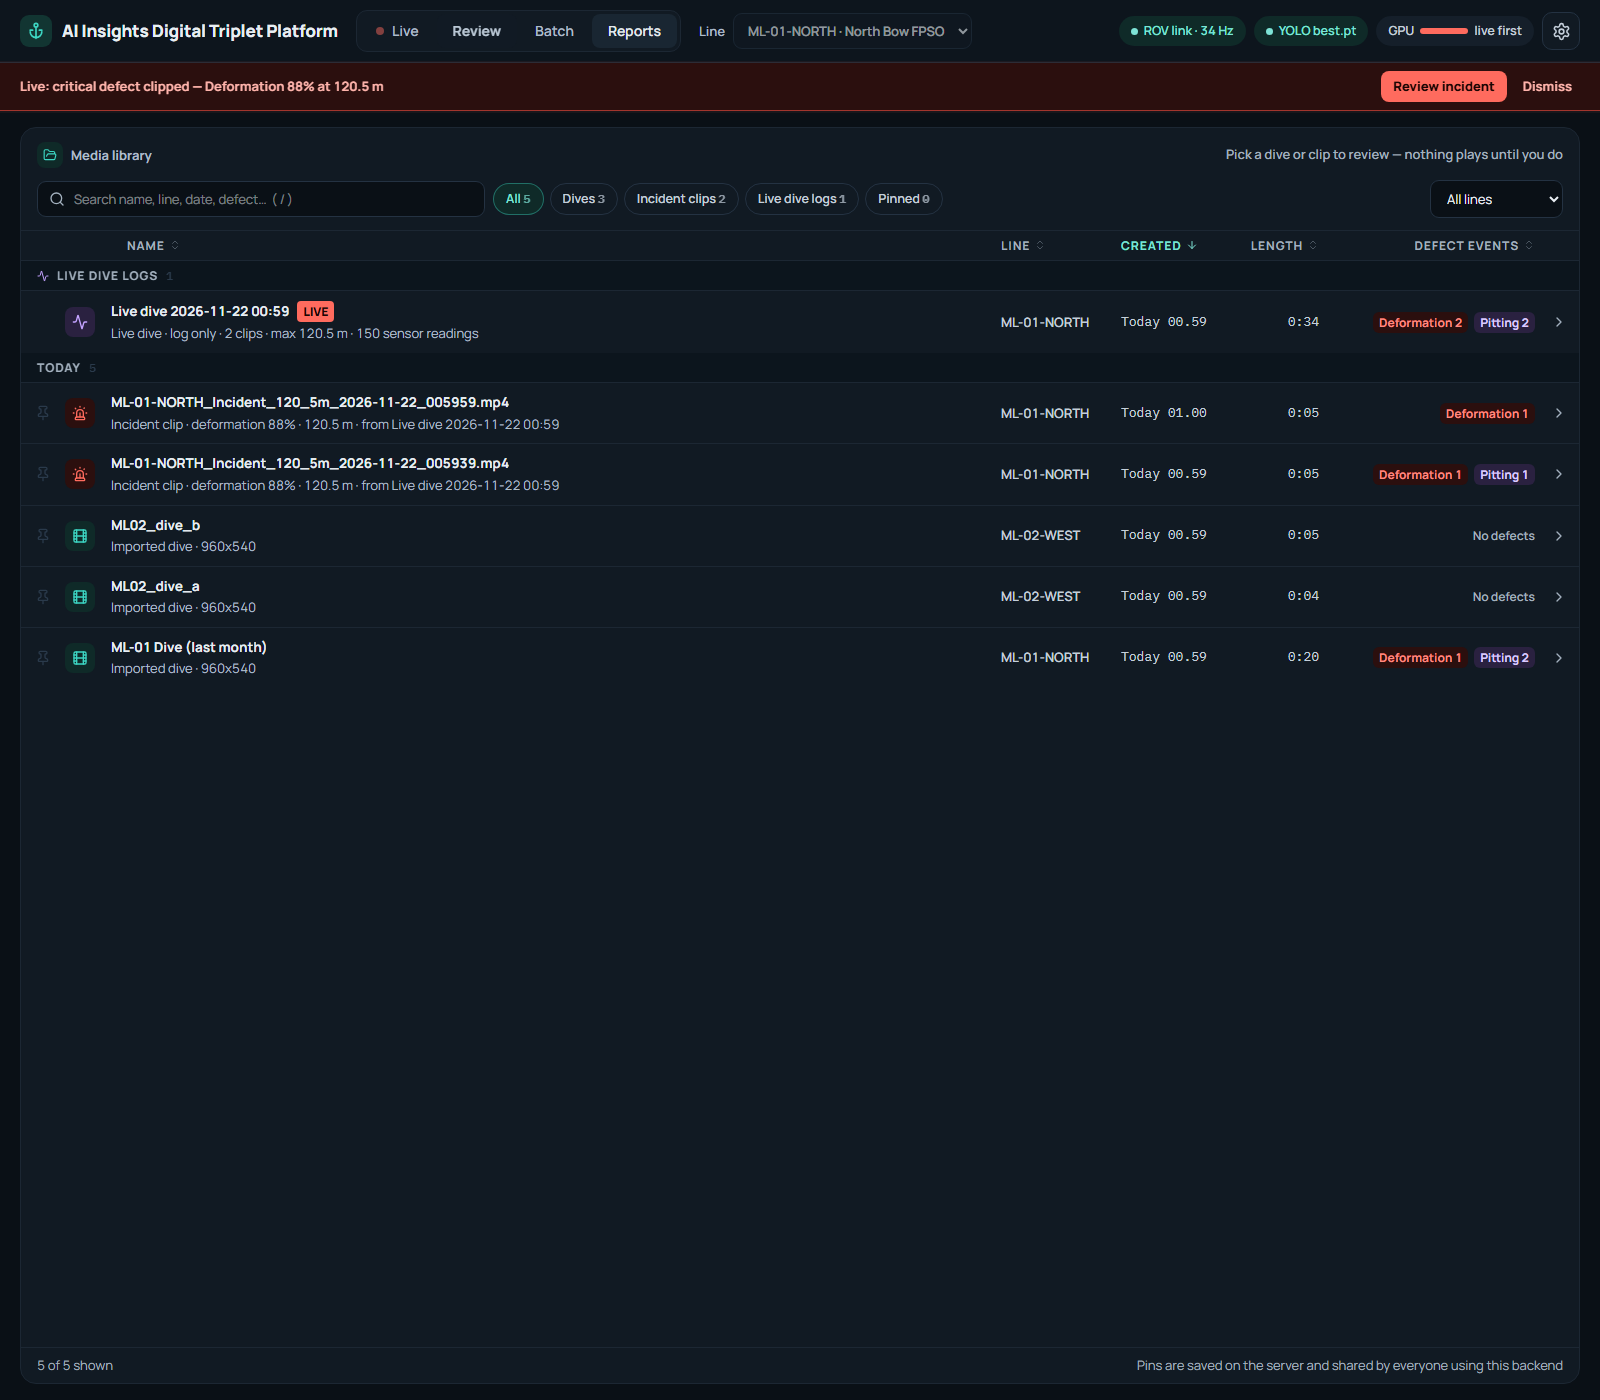 AI Insights Digital Triplet Platform
Live Review Batch Reports Line ML-01-NORTH · North Bow FPSO
ROV link · 34 Hz YOLO best.pt GPU live first
Live: critical defect clipped — Deformation 88% at 120.5 m
Review incident Dismiss
Media library
Pick a dive or clip to review — nothing plays until you do
Search name, line, date, defect… ( / )
All 5 Dives 3 Incident clips 2 Live dive logs 1 Pinned 0
All lines
NAME LINE CREATED LENGTH DEFECT EVENTS
LIVE DIVE LOGS 1
Live dive 2026-11-22 00:59 LIVE
Live dive · log only · 2 clips · max 120.5 m · 150 sensor readings
ML-01-NORTH Today 00.59 0:34 Deformation 2 Pitting 2
TODAY 5
ML-01-NORTH_Incident_120_5m_2026-11-22_005959.mp4
Incident clip · deformation 88% · 120.5 m · from Live dive 2026-11-22 00:59
ML-01-NORTH Today 01.00 0:05 Deformation 1
ML-01-NORTH_Incident_120_5m_2026-11-22_005939.mp4
Incident clip · deformation 88% · 120.5 m · from Live dive 2026-11-22 00:59
ML-01-NORTH Today 00.59 0:05 Deformation 1 Pitting 1
ML02_dive_b
Imported dive · 960x540
ML-02-WEST Today 00.59 0:05 No defects
ML02_dive_a
Imported dive · 960x540
ML-02-WEST Today 00.59 0:04 No defects
ML-01 Dive (last month)
Imported dive · 960x540
ML-01-NORTH Today 00.59 0:20 Deformation 1 Pitting 2
5 of 5 shown
Pins are saved on the server and shared by everyone using this backend